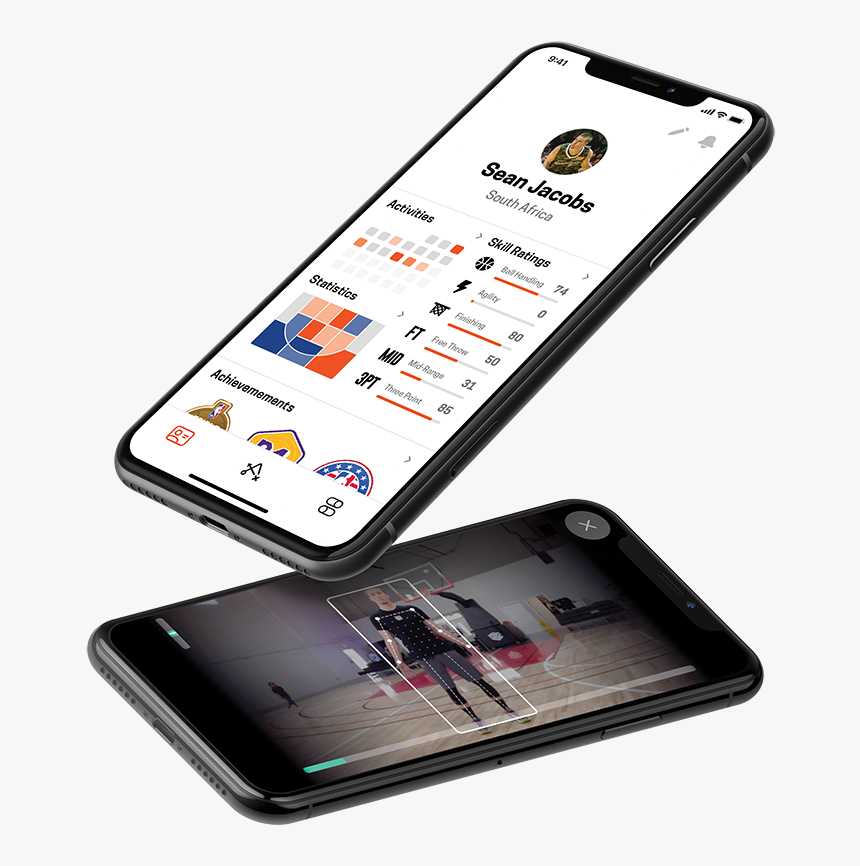 9:41
Sean Jacobs
South Africa
Activities
Skill Ratings
Ball Handling 74
Agility 0
Finishing 80
FT Free Throw 50
MID Mid-Range 31
3PT Three Point 85
Statistics
Achievemements